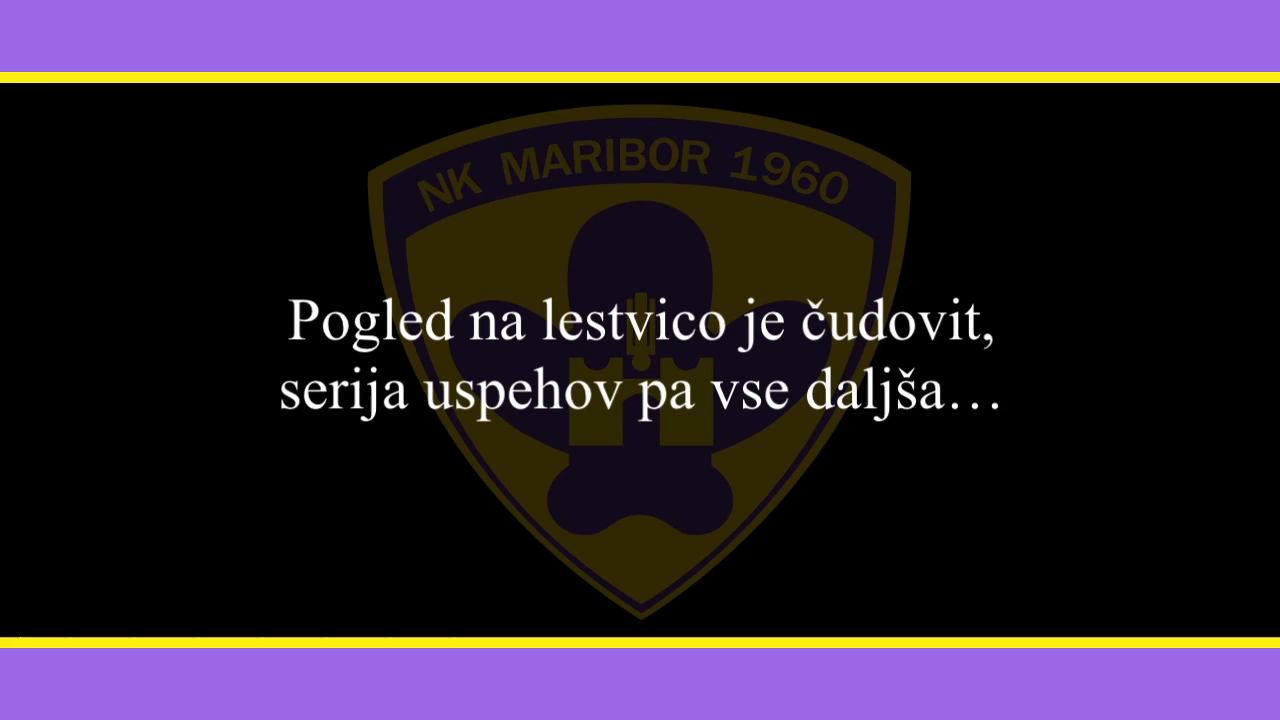 NK MARIBOR 1960
Pogled na lestvico je čudovit,
serija uspehov pa vse daljša…